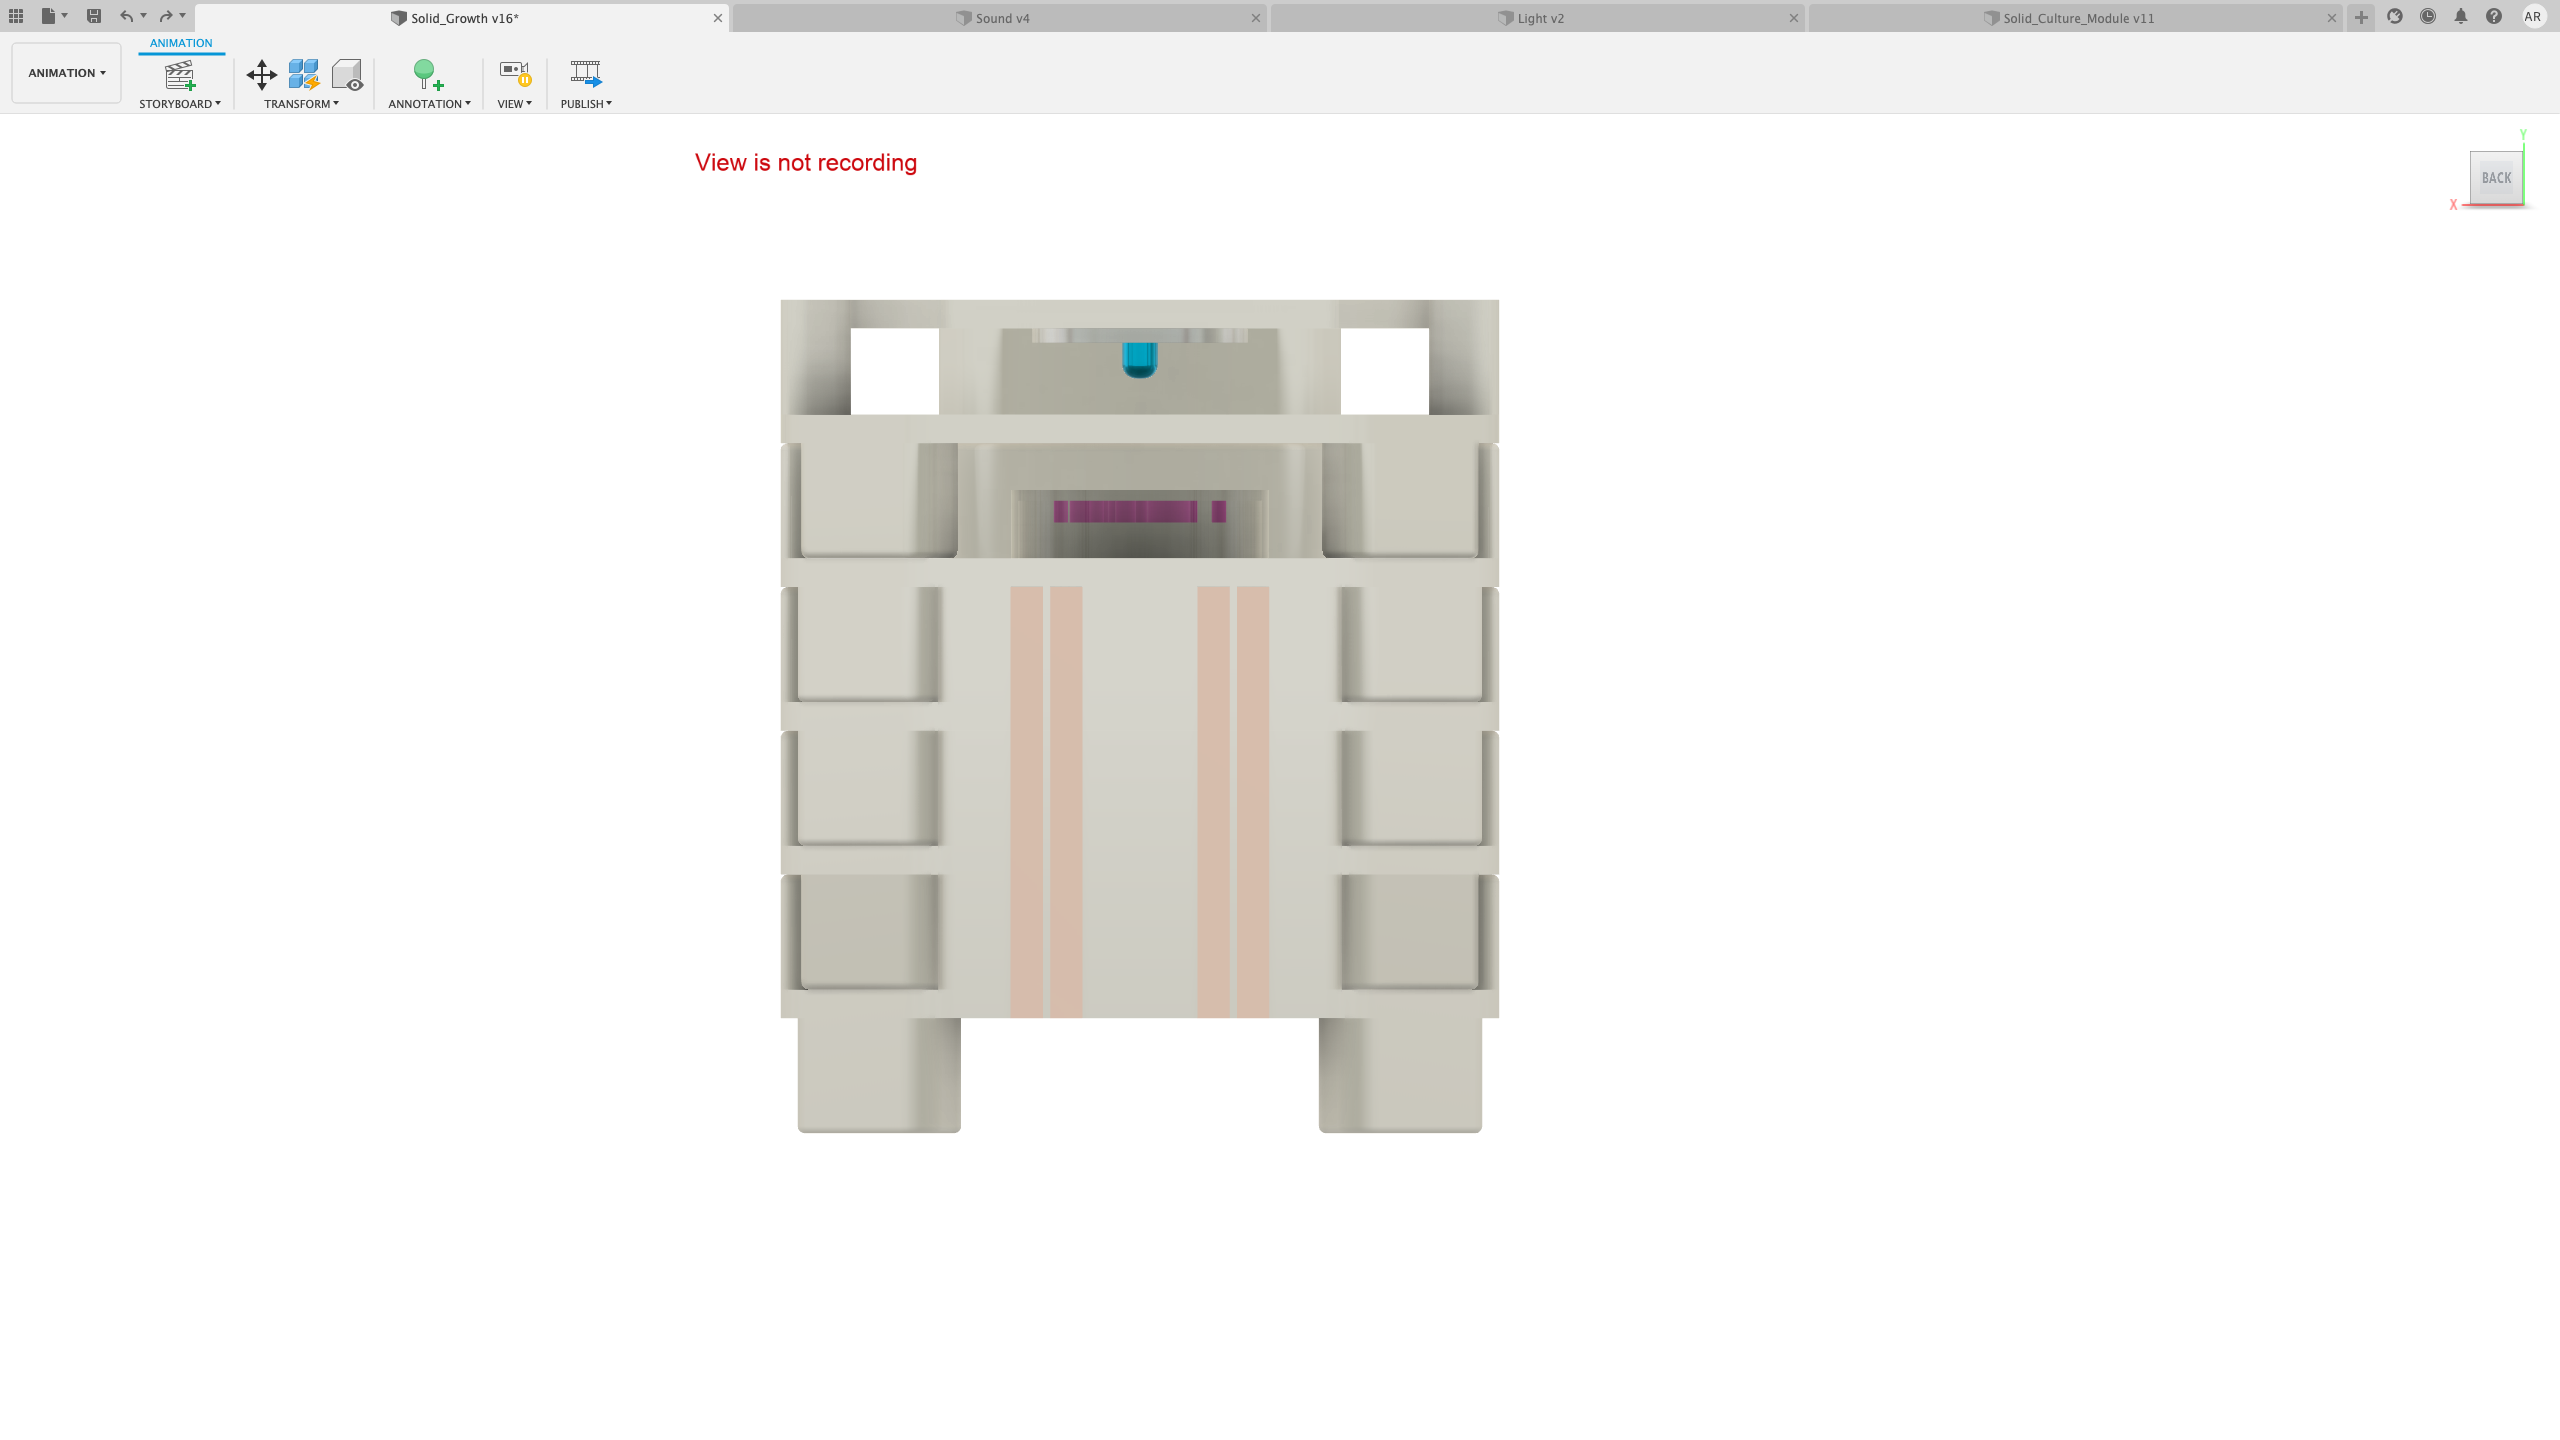 Solid_Growth v16*
Sound v4
Light v2
Solid_Culture_Module v11
AR
ANIMATION
ANIMATION
STORYBOARD
TRANSFORM
ANNOTATION
VIEW
PUBLISH
View is not recording
Y
BACK
X